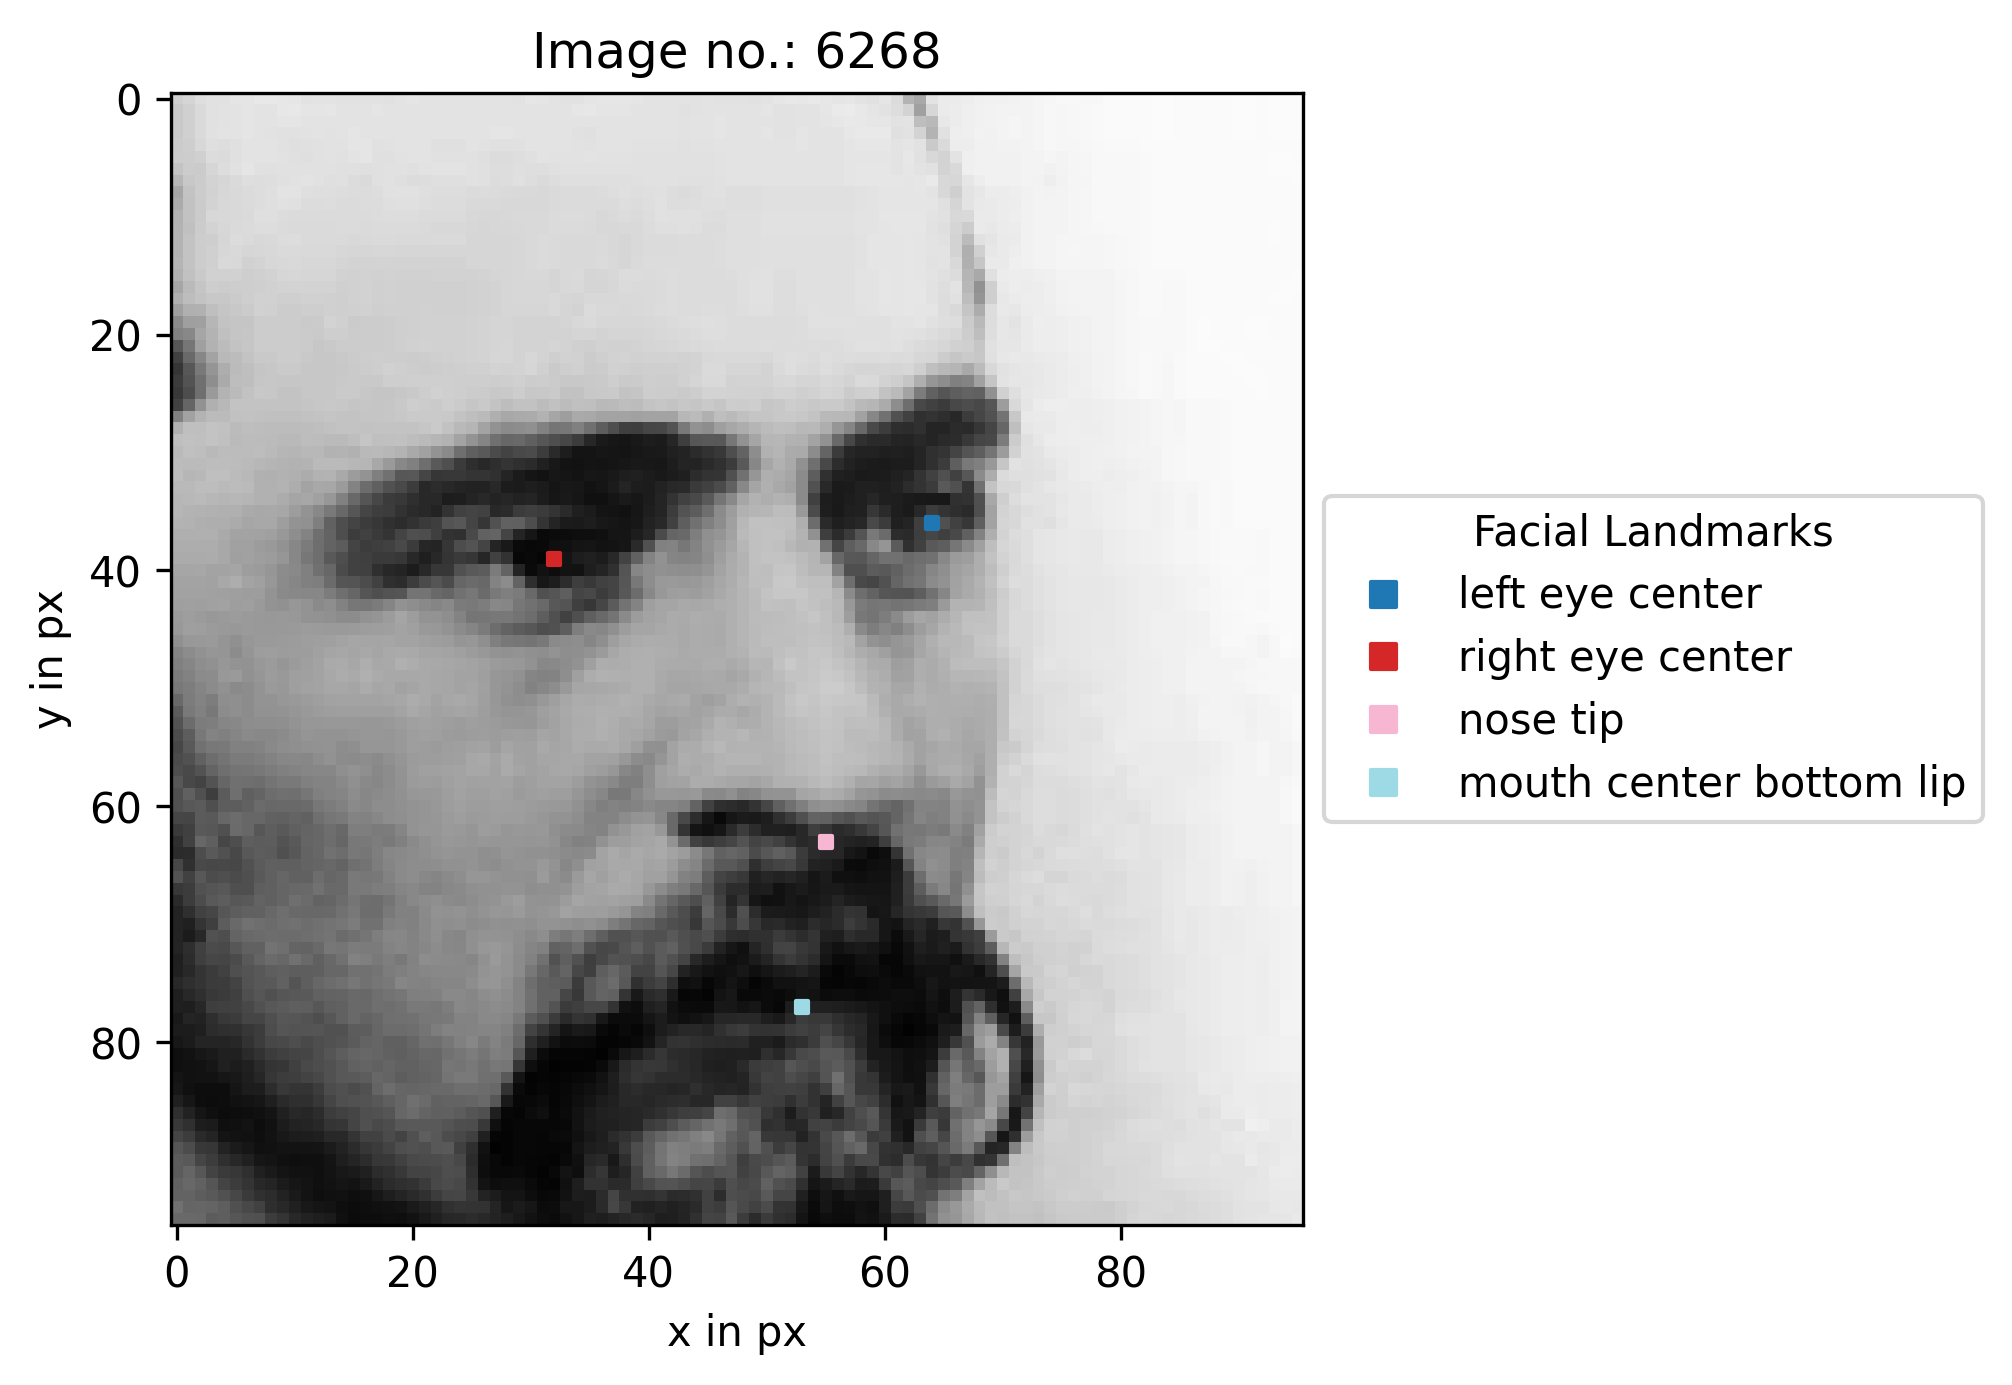 Image no.: 6268
0
20
40
60
80
y in px
0 20 40 60 80
x in px
Facial Landmarks
left eye center
right eye center
nose tip
mouth center bottom lip